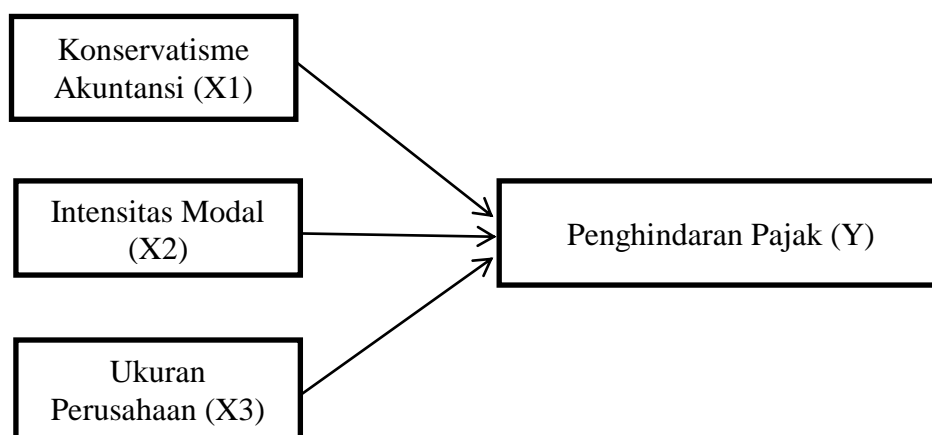 Konservatisme
Akuntansi (X1)
Intensitas Modal
(X2)
Penghindaran Pajak (Y)
Ukuran
Perusahaan (X3)